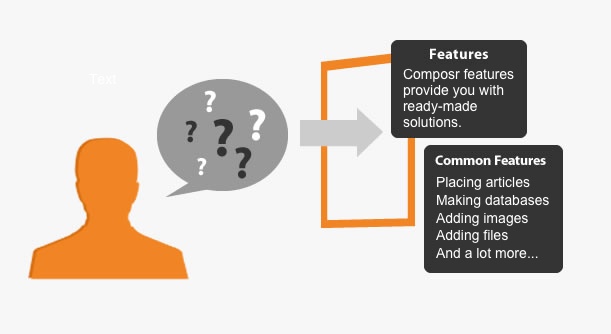 Text
? ? ? ? ? ?
Features
Composr features
provide you with
ready-made
solutions.
Common Features
Placing articles
Making databases
Adding images
Adding files
And a lot more...